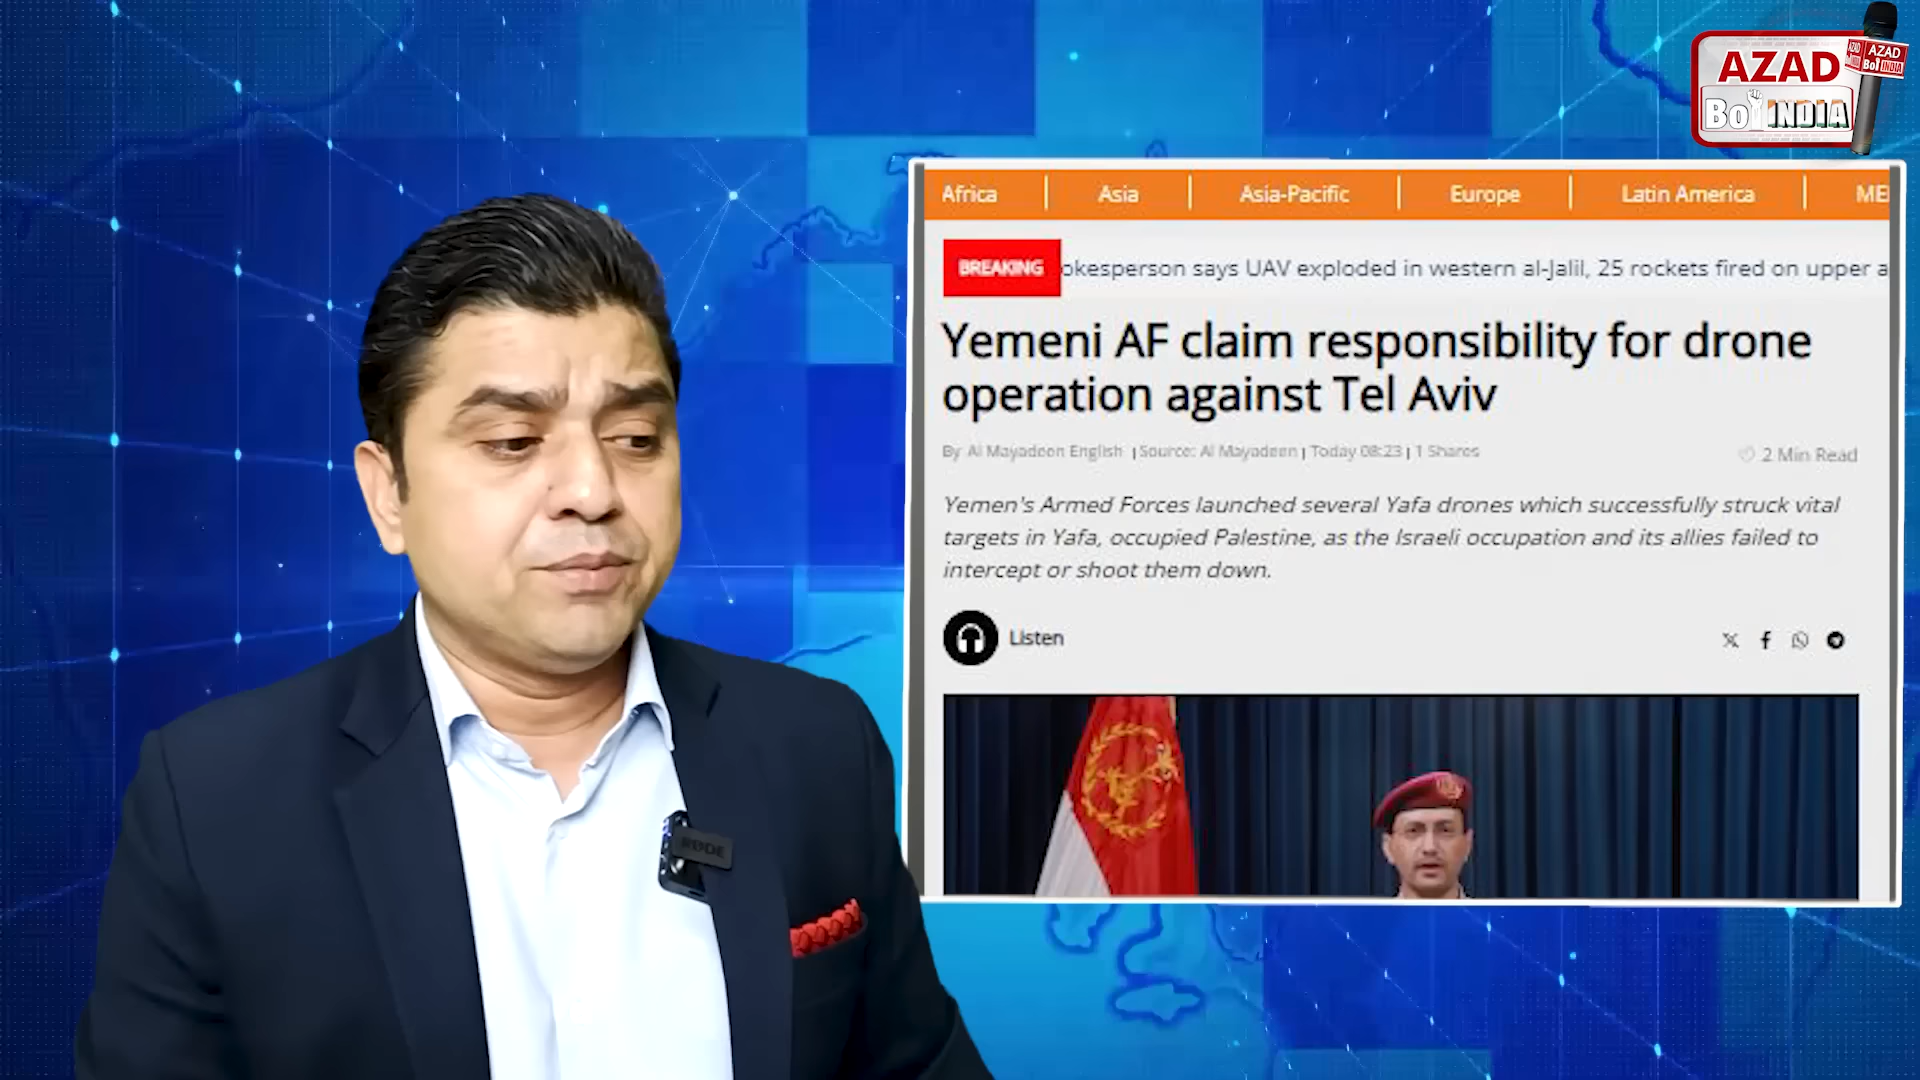 AZAD
Bol INDIA
AZAD
Bol INDIA
Africa
Asia
Asia-Pacific
Europe
Latin America
ME
BREAKING
okesperson says UAV exploded in western al-Jalil, 25 rockets fired on upper a
Yemeni AF claim responsibility for drone
operation against Tel Aviv
By Al Mayadeen English | Source: Al Mayadeen | Today 08:23 | 1 Shares
2 Min Read
Yemen's Armed Forces launched several Yafa drones which successfully struck vital
targets in Yafa, occupied Palestine, as the Israeli occupation and its allies failed to
intercept or shoot them down.
Listen
RØDE